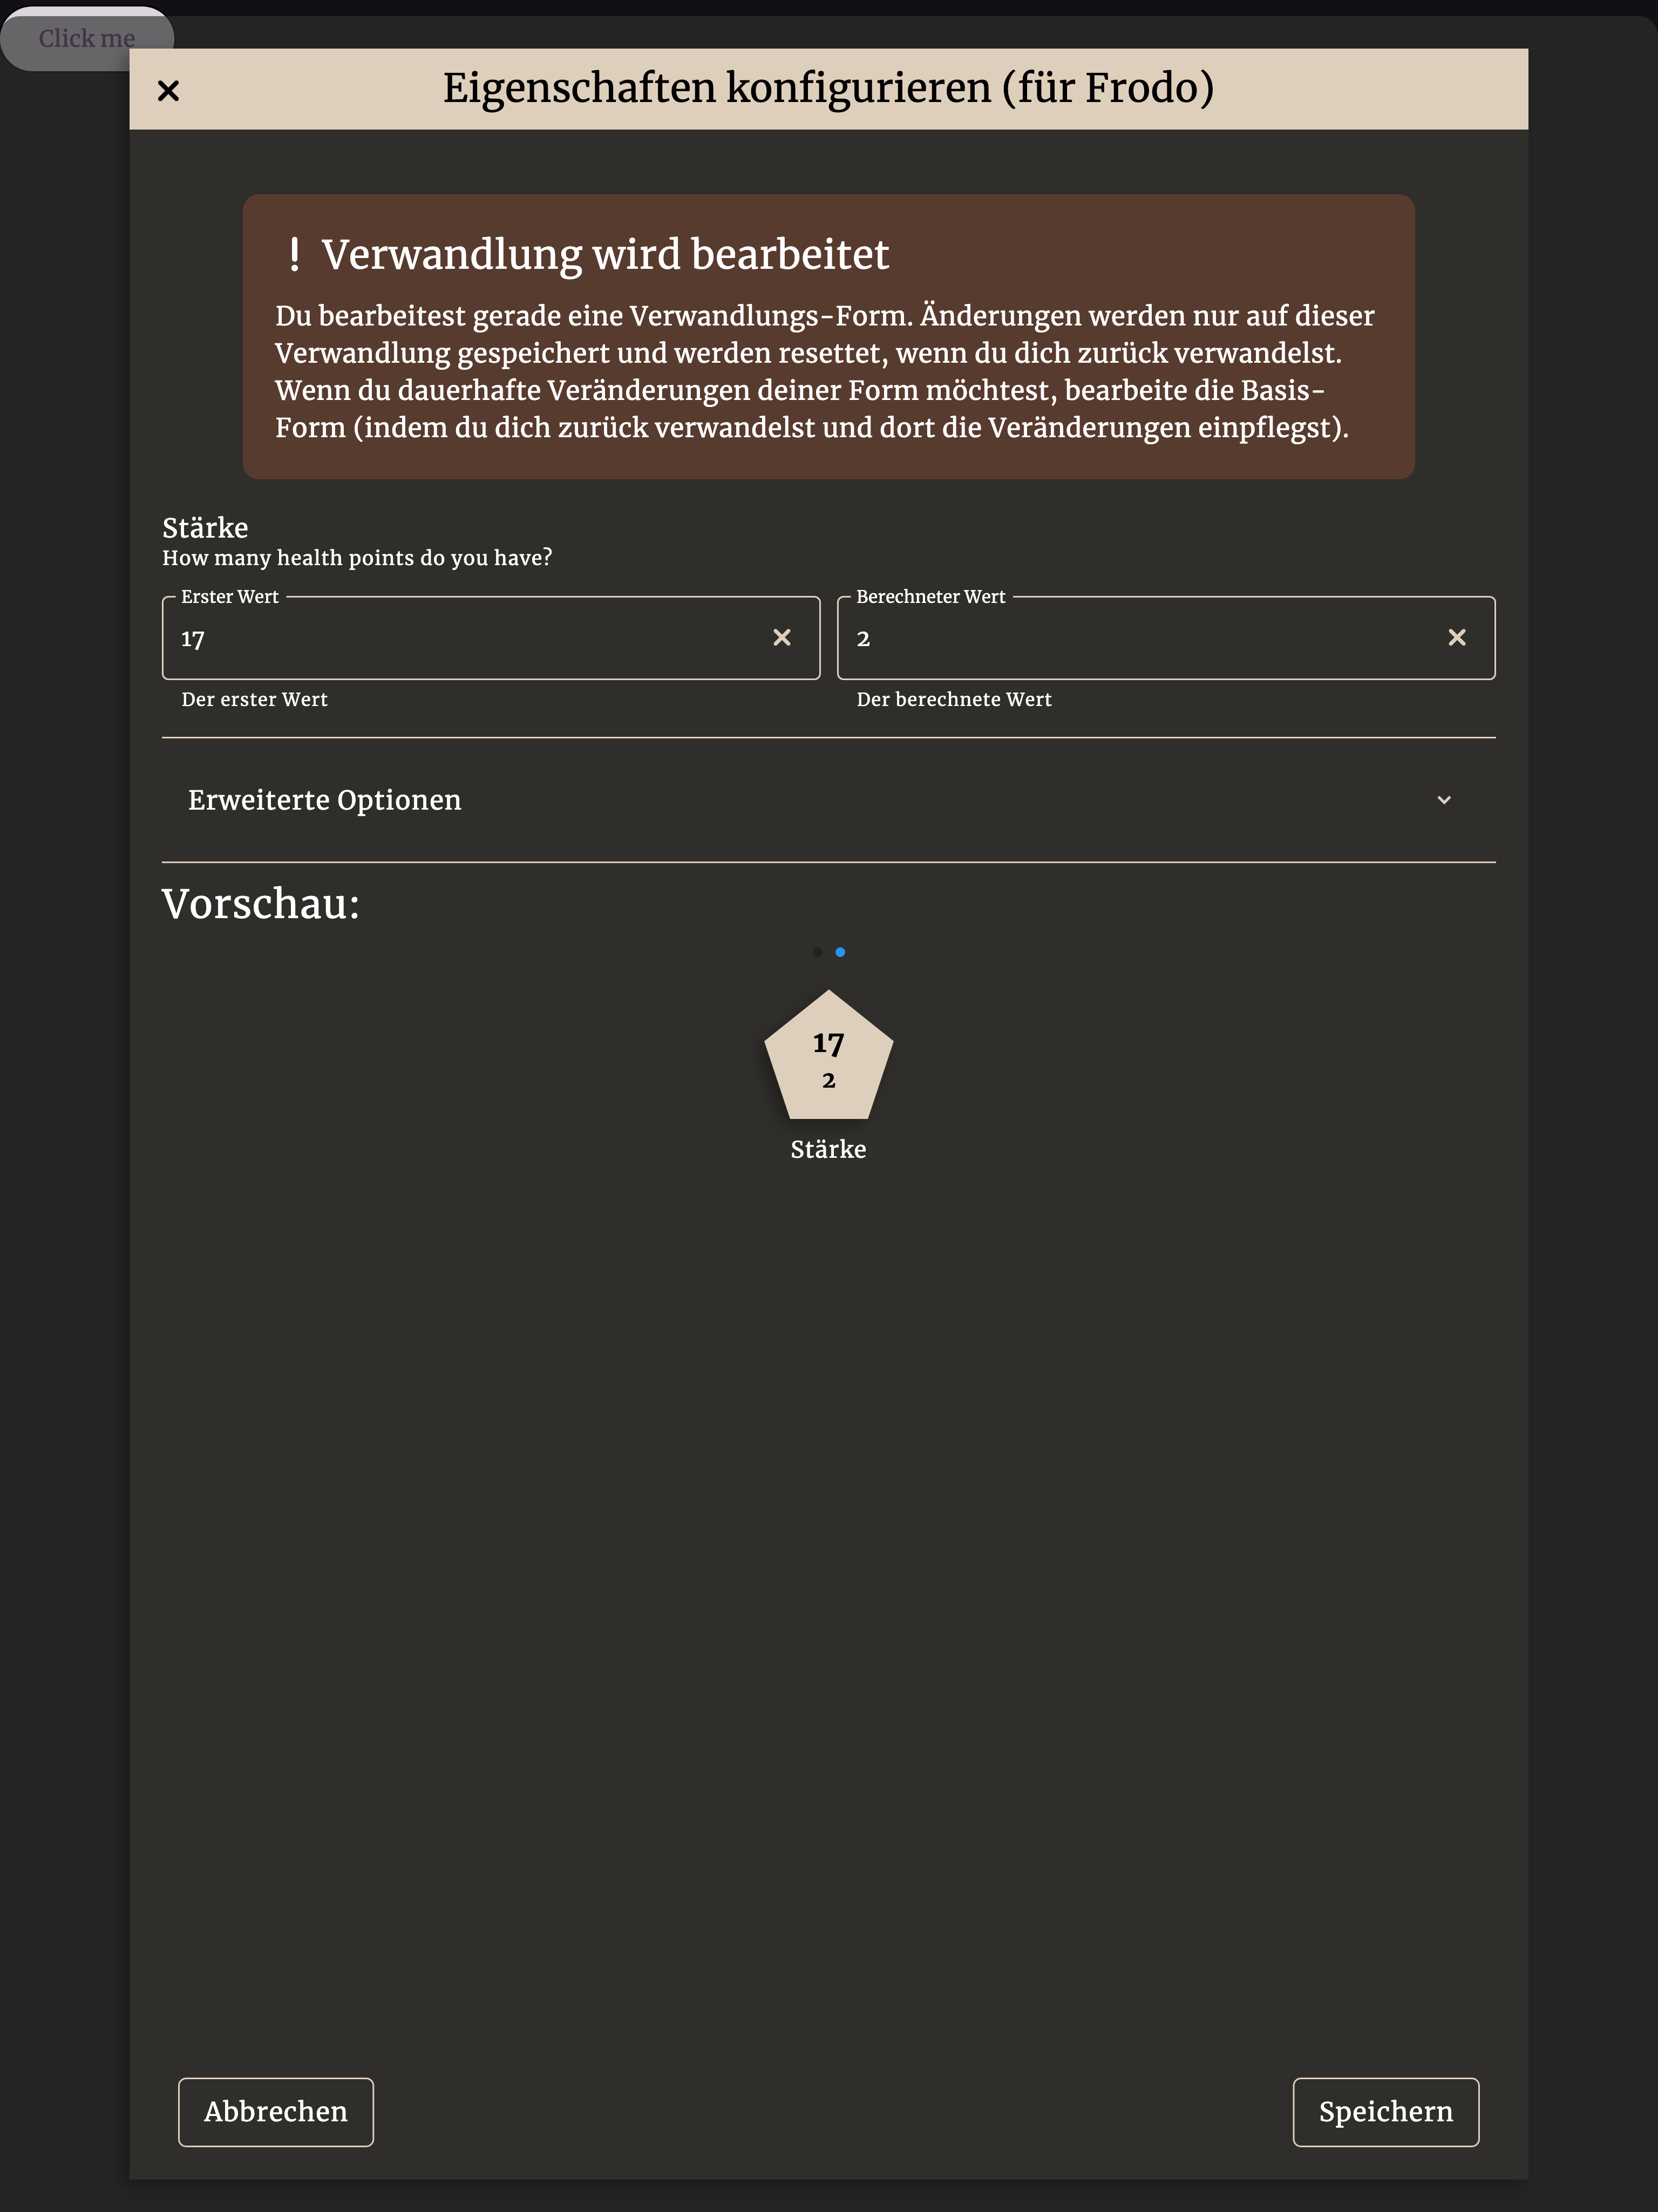 Click me
Eigenschaften konfigurieren (für Frodo)
! Verwandlung wird bearbeitet
Du bearbeitest gerade eine Verwandlungs-Form. Änderungen werden nur auf dieser
Verwandlung gespeichert und werden resettet, wenn du dich zurück verwandelst.
Wenn du dauerhafte Veränderungen deiner Form möchtest, bearbeite die Basis-
Form (indem du dich zurück verwandelst und dort die Veränderungen einpflegst).
Stärke
How many health points do you have?
Erster Wert
17
Der erster Wert
Berechneter Wert
2
Der berechnete Wert
Erweiterte Optionen
Vorschau:
17
2
Stärke
Abbrechen
Speichern